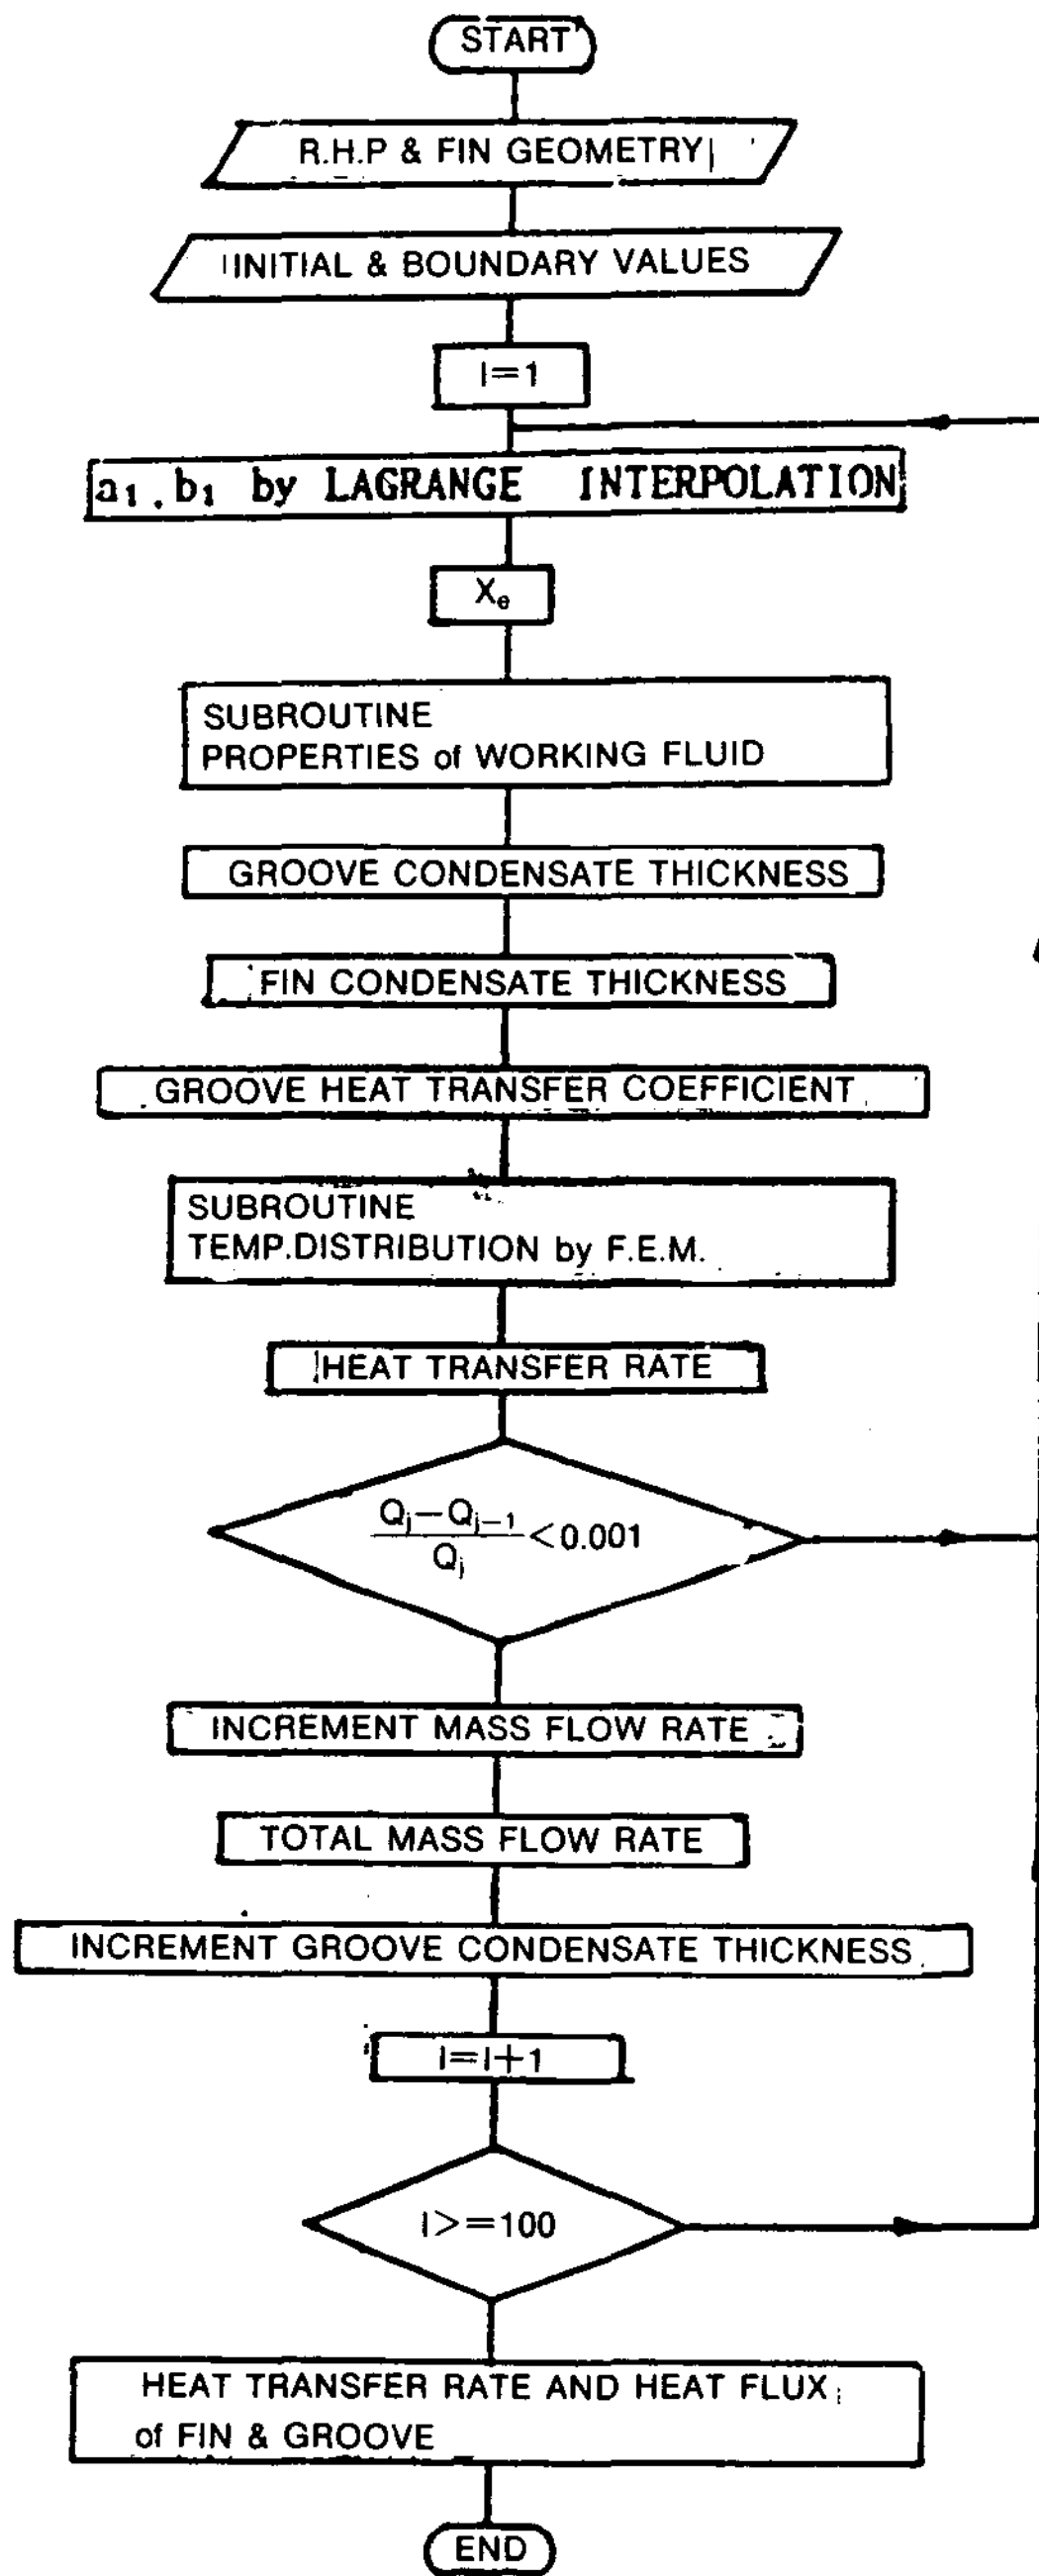 START
R.H.P & FIN GEOMETRY
INITIAL & BOUNDARY VALUES
I=1
a₁, b₁ by LAGRANGE INTERPOLATION
Xₑ
SUBROUTINE
PROPERTIES of WORKING FLUID
GROOVE CONDENSATE THICKNESS
FIN CONDENSATE THICKNESS
GROOVE HEAT TRANSFER COEFFICIENT
SUBROUTINE
TEMP.DISTRIBUTION by F.E.M.
HEAT TRANSFER RATE
Qⱼ−Qⱼ₋₁
<0.001
Qⱼ
INCREMENT MASS FLOW RATE
TOTAL MASS FLOW RATE
INCREMENT GROOVE CONDENSATE THICKNESS
I=I+1
I>=100
HEAT TRANSFER RATE AND HEAT FLUX
of FIN & GROOVE
END